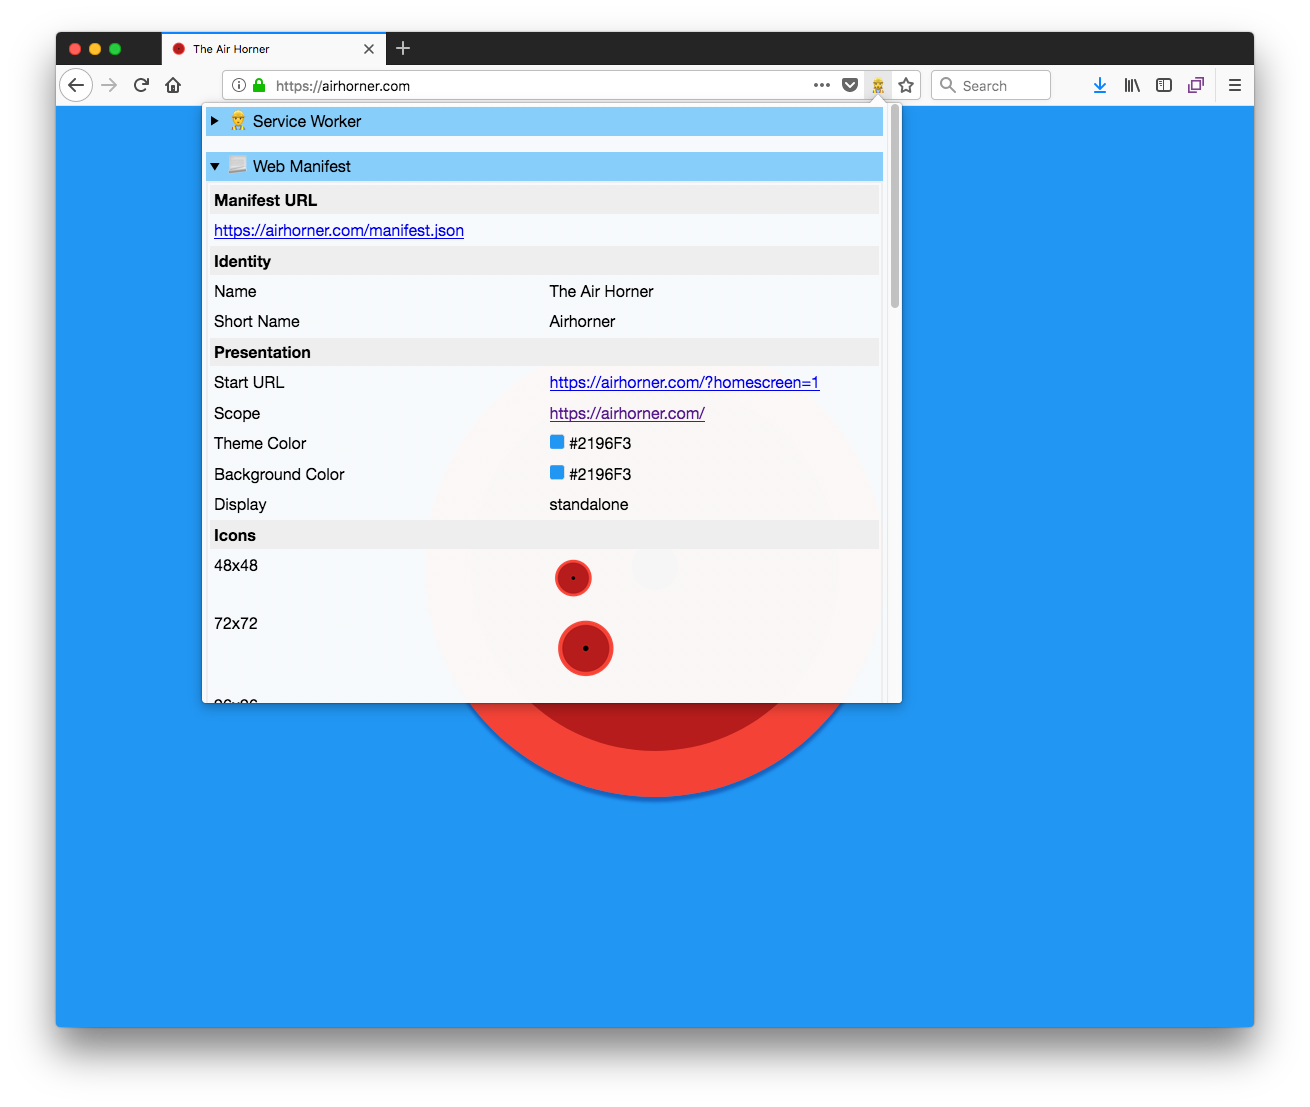 The Air Horner
https://airhorner.com
Search
Service Worker
Web Manifest
Manifest URL
https://airhorner.com/manifest.json
Identity
Name The Air Horner
Short Name Airhorner
Presentation
Start URL https://airhorner.com/?homescreen=1
Scope https://airhorner.com/
Theme Color #2196F3
Background Color #2196F3
Display standalone
Icons
48x48
72x72